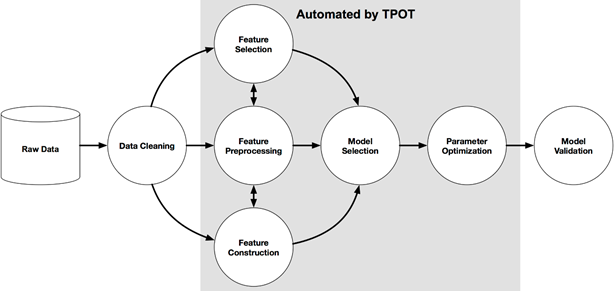 Automated by TPOT
Feature
Selection
Raw Data
Data Cleaning
Feature
Preprocessing
Model
Selection
Parameter
Optimization
Model
Validation
Feature
Construction